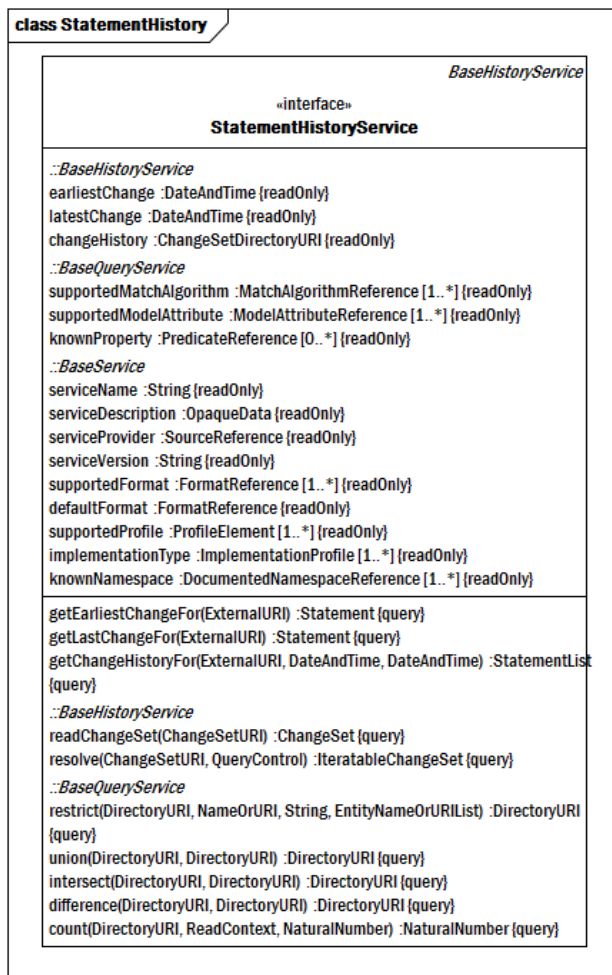 class StatementHistory
BaseHistoryService
«interface»
StatementHistoryService
::BaseHistoryService
earliestChange :DateAndTime {readOnly}
latestChange :DateAndTime {readOnly}
changeHistory :ChangeSetDirectoryURI {readOnly}
::BaseQueryService
supportedMatchAlgorithm :MatchAlgorithmReference [1..*] {readOnly}
supportedModelAttribute :ModelAttributeReference [1..*] {readOnly}
knownProperty :PredicateReference [0..*] {readOnly}
::BaseService
serviceName :String {readOnly}
serviceDescription :OpaqueData {readOnly}
serviceProvider :SourceReference {readOnly}
serviceVersion :String {readOnly}
supportedFormat :FormatReference [1..*] {readOnly}
defaultFormat :FormatReference {readOnly}
supportedProfile :ProfileElement [1..*] {readOnly}
implementationType :ImplementationProfile [1..*] {readOnly}
knownNamespace :DocumentedNamespaceReference [1..*] {readOnly}
getEarliestChangeFor(ExternalURI) :Statement {query}
getLastChangeFor(ExternalURI) :Statement {query}
getChangeHistoryFor(ExternalURI, DateAndTime, DateAndTime) :StatementList
{query}
::BaseHistoryService
readChangeSet(ChangeSetURI) :ChangeSet {query}
resolve(ChangeSetURI, QueryControl) :IteratableChangeSet {query}
::BaseQueryService
restrict(DirectoryURI, NameOrURI, String, EntityNameOrURIList) :DirectoryURI
{query}
union(DirectoryURI, DirectoryURI) :DirectoryURI {query}
intersect(DirectoryURI, DirectoryURI) :DirectoryURI {query}
difference(DirectoryURI, DirectoryURI) :DirectoryURI {query}
count(DirectoryURI, ReadContext, NaturalNumber) :NaturalNumber {query}